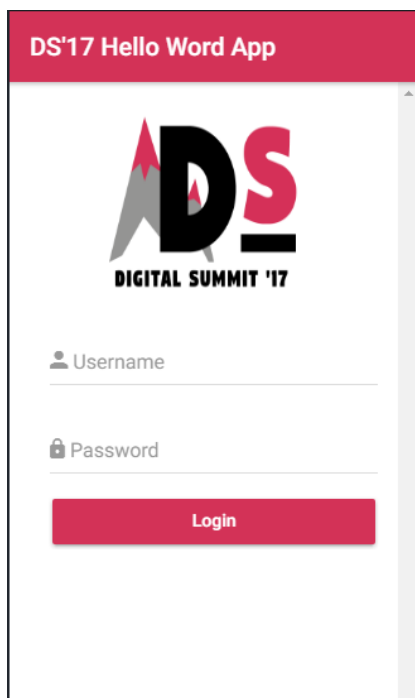 DS'17 Hello Word App
DS
DIGITAL SUMMIT '17
Username
Password
Login